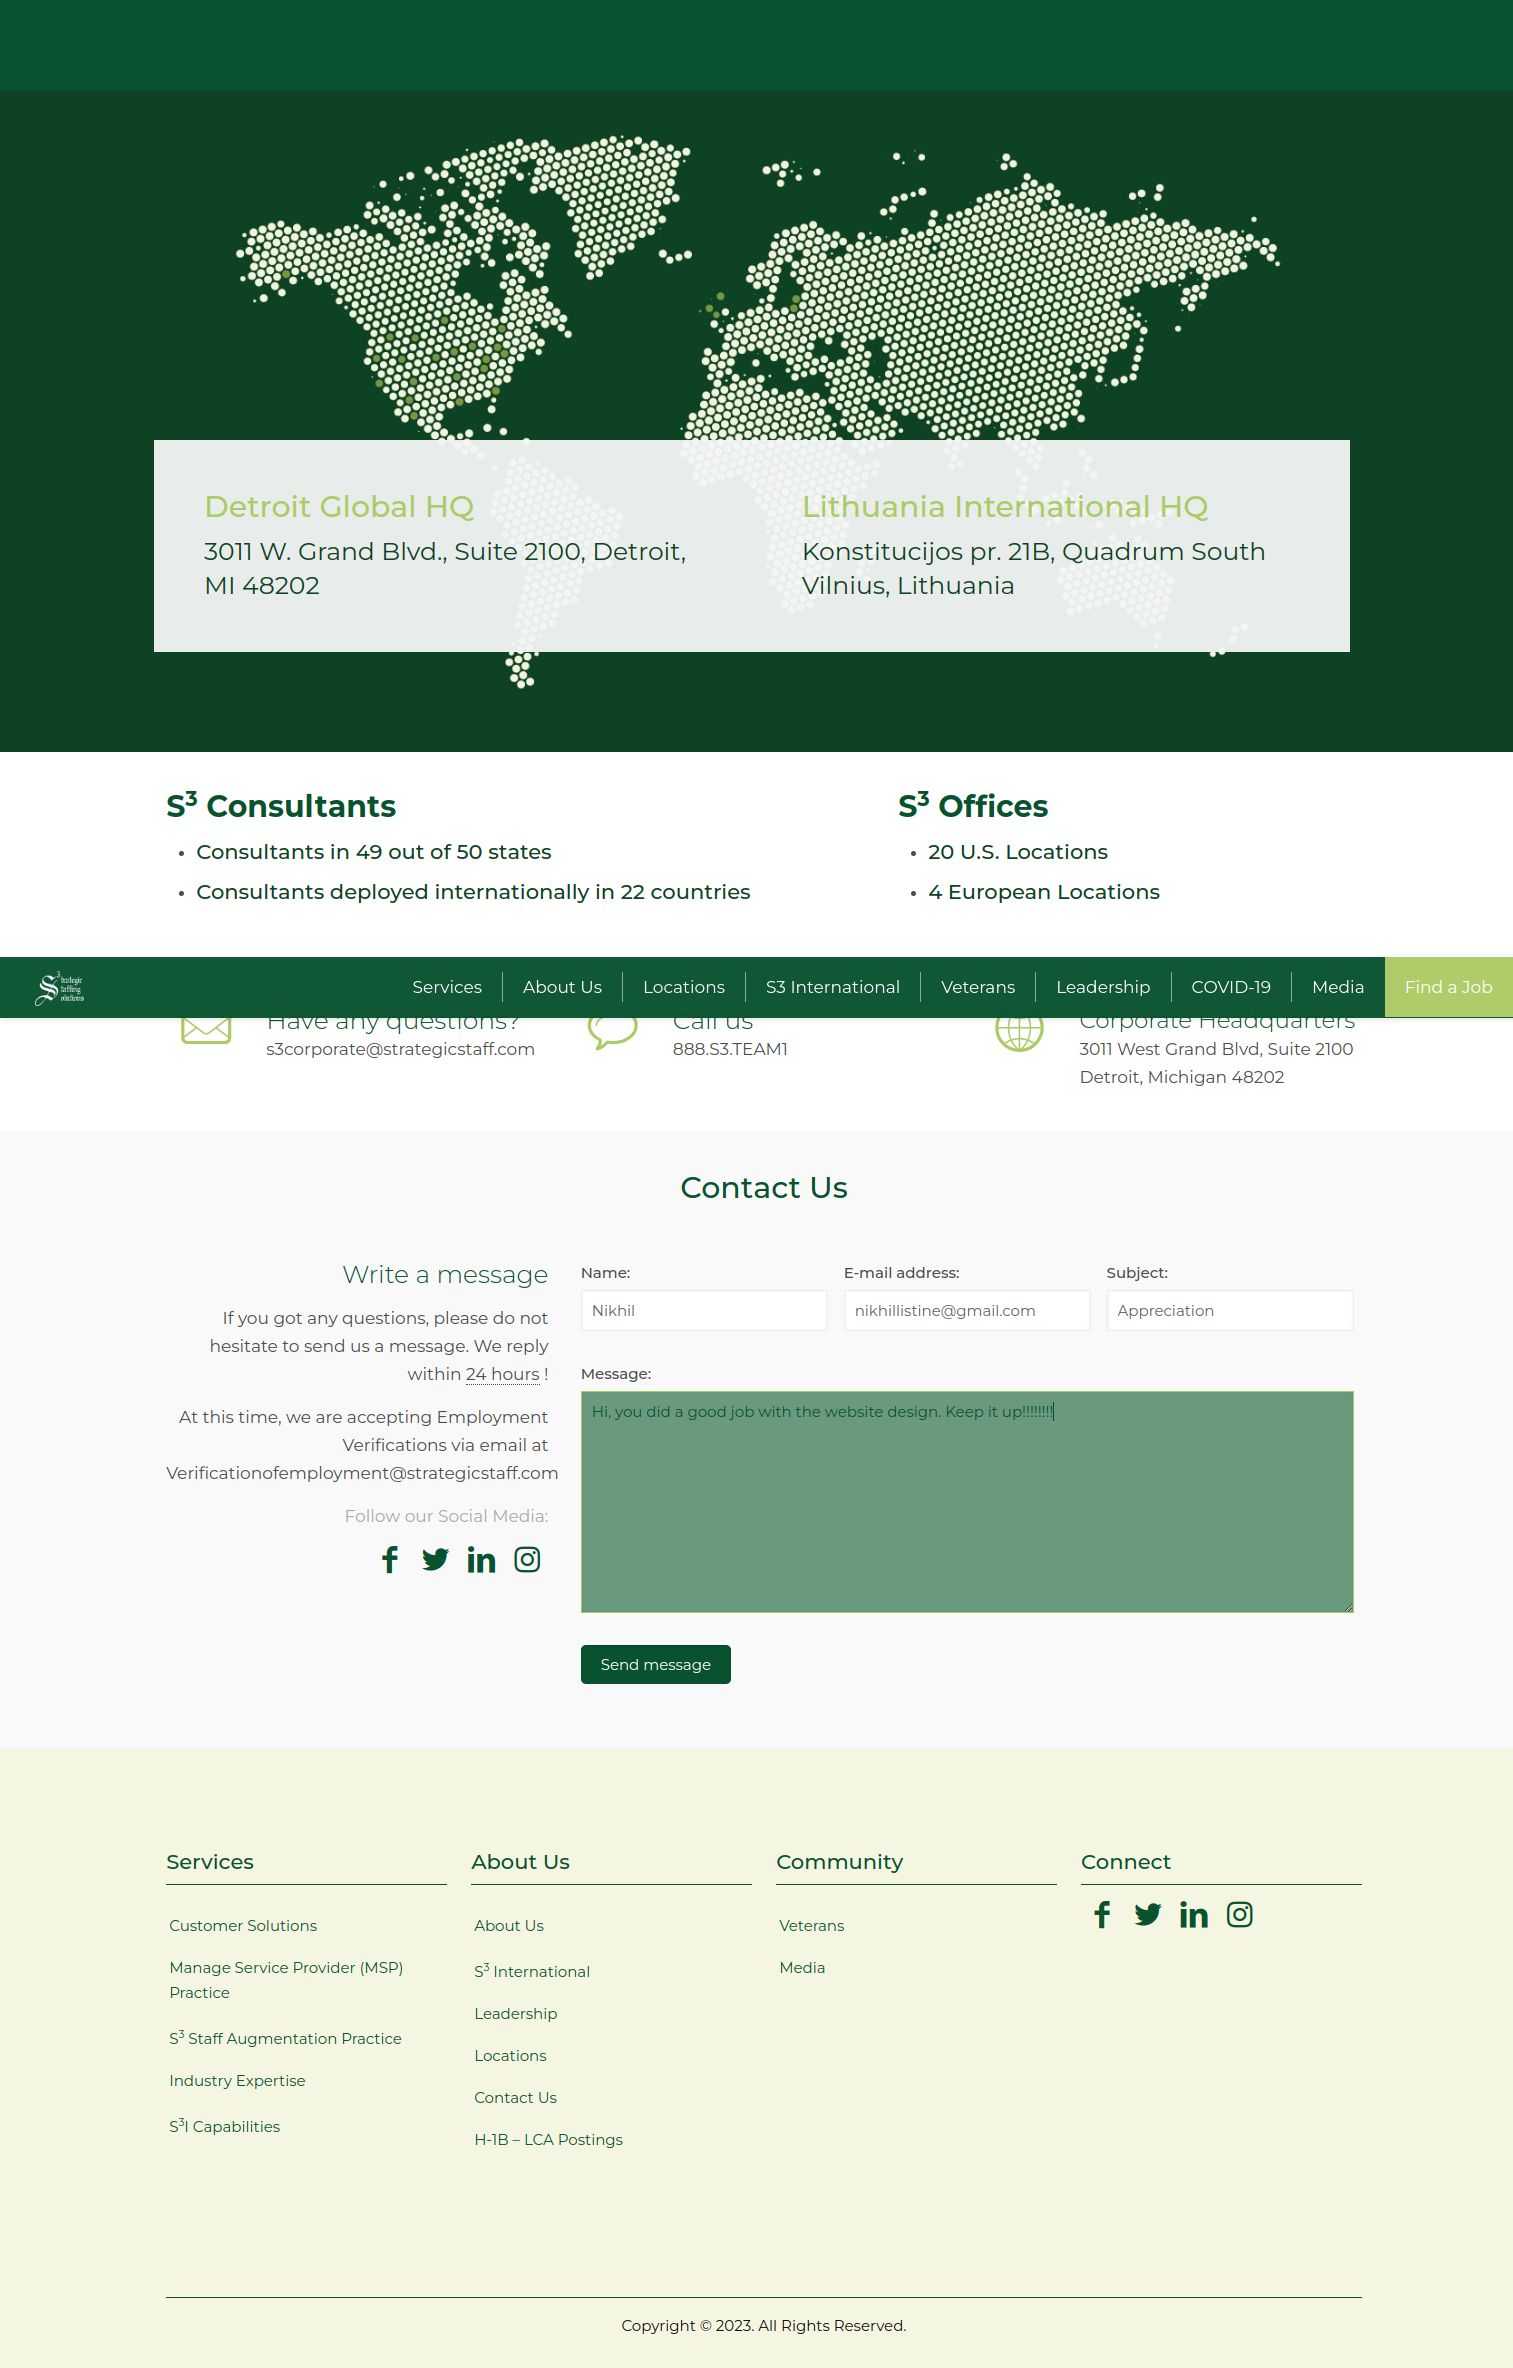 Detroit Global HQ
3011 W. Grand Blvd., Suite 2100, Detroit,
MI 48202
Lithuania International HQ
Konstitucijos pr. 21B, Quadrum South
Vilnius, Lithuania
S³ Consultants
• Consultants in 49 out of 50 states
• Consultants deployed internationally in 22 countries
S³ Offices
• 20 U.S. Locations
• 4 European Locations
S³trategic
taffing
olutions
Services
About Us
Locations
S3 International
Veterans
Leadership
COVID-19
Media
Find a Job
Have any questions?
s3corporate@strategicstaff.com
Call us
888.S3.TEAM1
Corporate Headquarters
3011 West Grand Blvd, Suite 2100
Detroit, Michigan 48202
Contact Us
Write a message
If you got any questions, please do not
hesitate to send us a message. We reply
within 24 hours !
At this time, we are accepting Employment
Verifications via email at
Verificationofemployment@strategicstaff.com
Follow our Social Media:
Name:
Nikhil
E-mail address:
nikhillistine@gmail.com
Subject:
Appreciation
Message:
Hi, you did a good job with the website design. Keep it up!!!!!!!!
Send message
Services
Customer Solutions
Manage Service Provider (MSP)
Practice
S³ Staff Augmentation Practice
Industry Expertise
S³I Capabilities
About Us
About Us
S³ International
Leadership
Locations
Contact Us
H-1B – LCA Postings
Community
Veterans
Media
Connect
Copyright © 2023. All Rights Reserved.